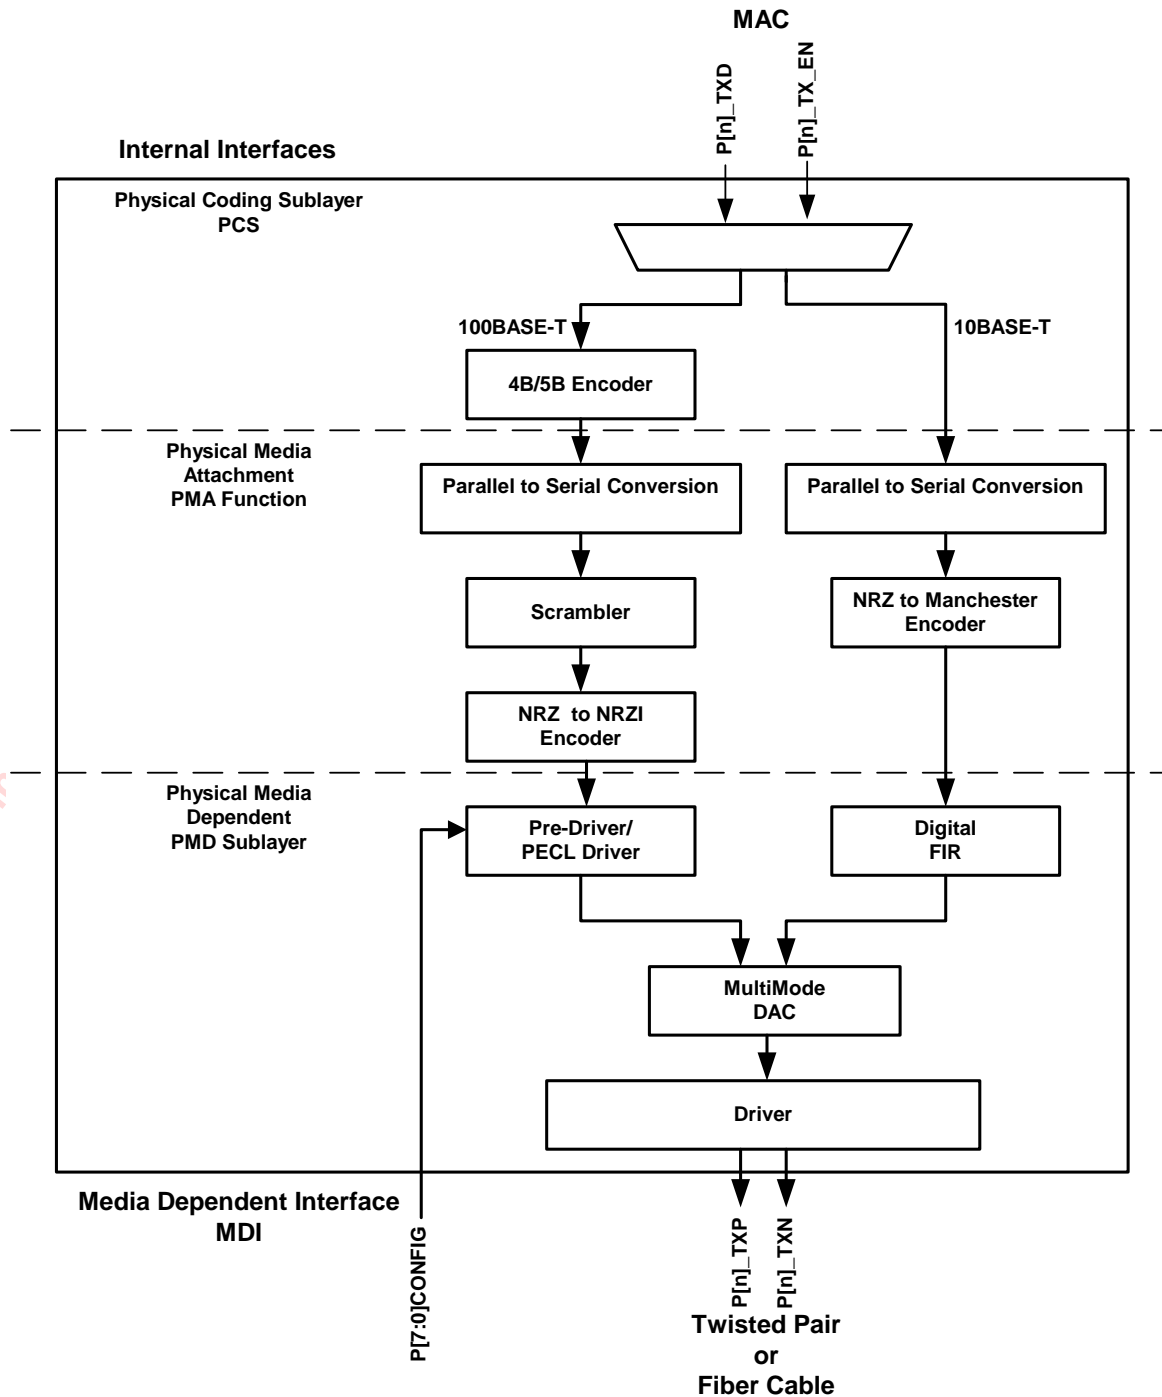 MAC
P[n]_TXD
P[n]_TX_EN
Internal Interfaces
Physical Coding Sublayer
PCS
100BASE-T
10BASE-T
4B/5B Encoder
Physical Media
Attachment
PMA Function
Parallel to Serial Conversion
Parallel to Serial Conversion
Scrambler
NRZ to Manchester
Encoder
NRZ to NRZI
Encoder
Physical Media
Dependent
PMD Sublayer
Pre-Driver/
PECL Driver
Digital
FIR
MultiMode
DAC
Driver
Media Dependent Interface
MDI
P[7:0]CONFIG
P[n]_TXP
P[n]_TXN
Twisted Pair
or
Fiber Cable